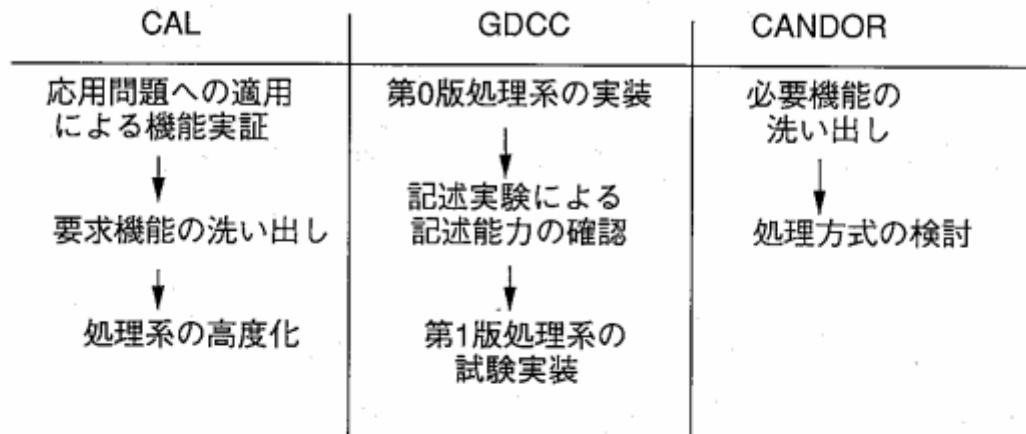 CAL
GDCC
CANDOR
応用問題への適用
による機能実証
要求機能の洗い出し
処理系の高度化
第0版処理系の実装
記述実験による
記述能力の確認
第1版処理系の
試験実装
必要機能の
洗い出し
処理方式の検討